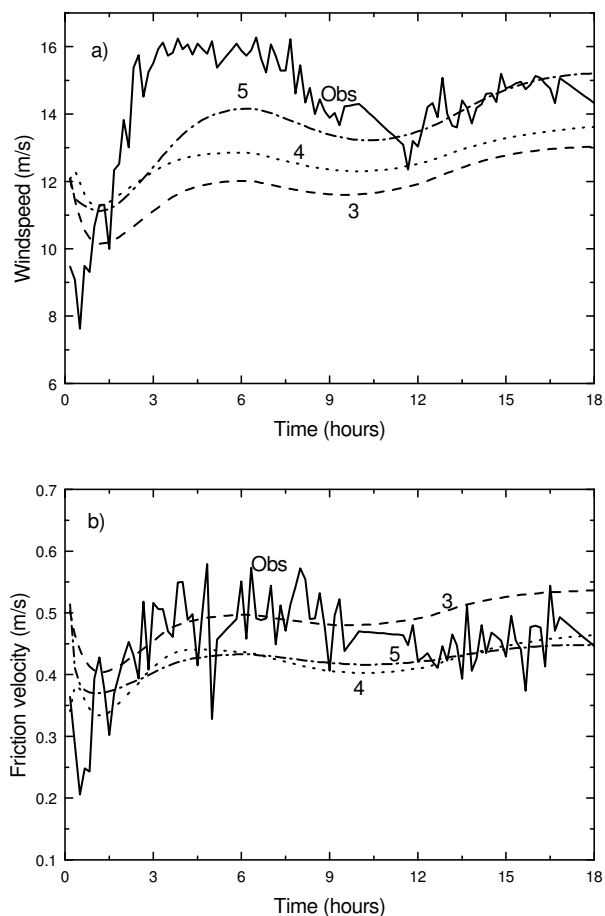 a)
16
14
12
10
8
6
Windspeed (m/s)
Obs
5
4
3
0 3 6 9 12 15 18
Time (hours)
b)
0.7
0.6
0.5
0.4
0.3
0.2
0.1
Friction velocity (m/s)
Obs
3
5
4
0 3 6 9 12 15 18
Time (hours)